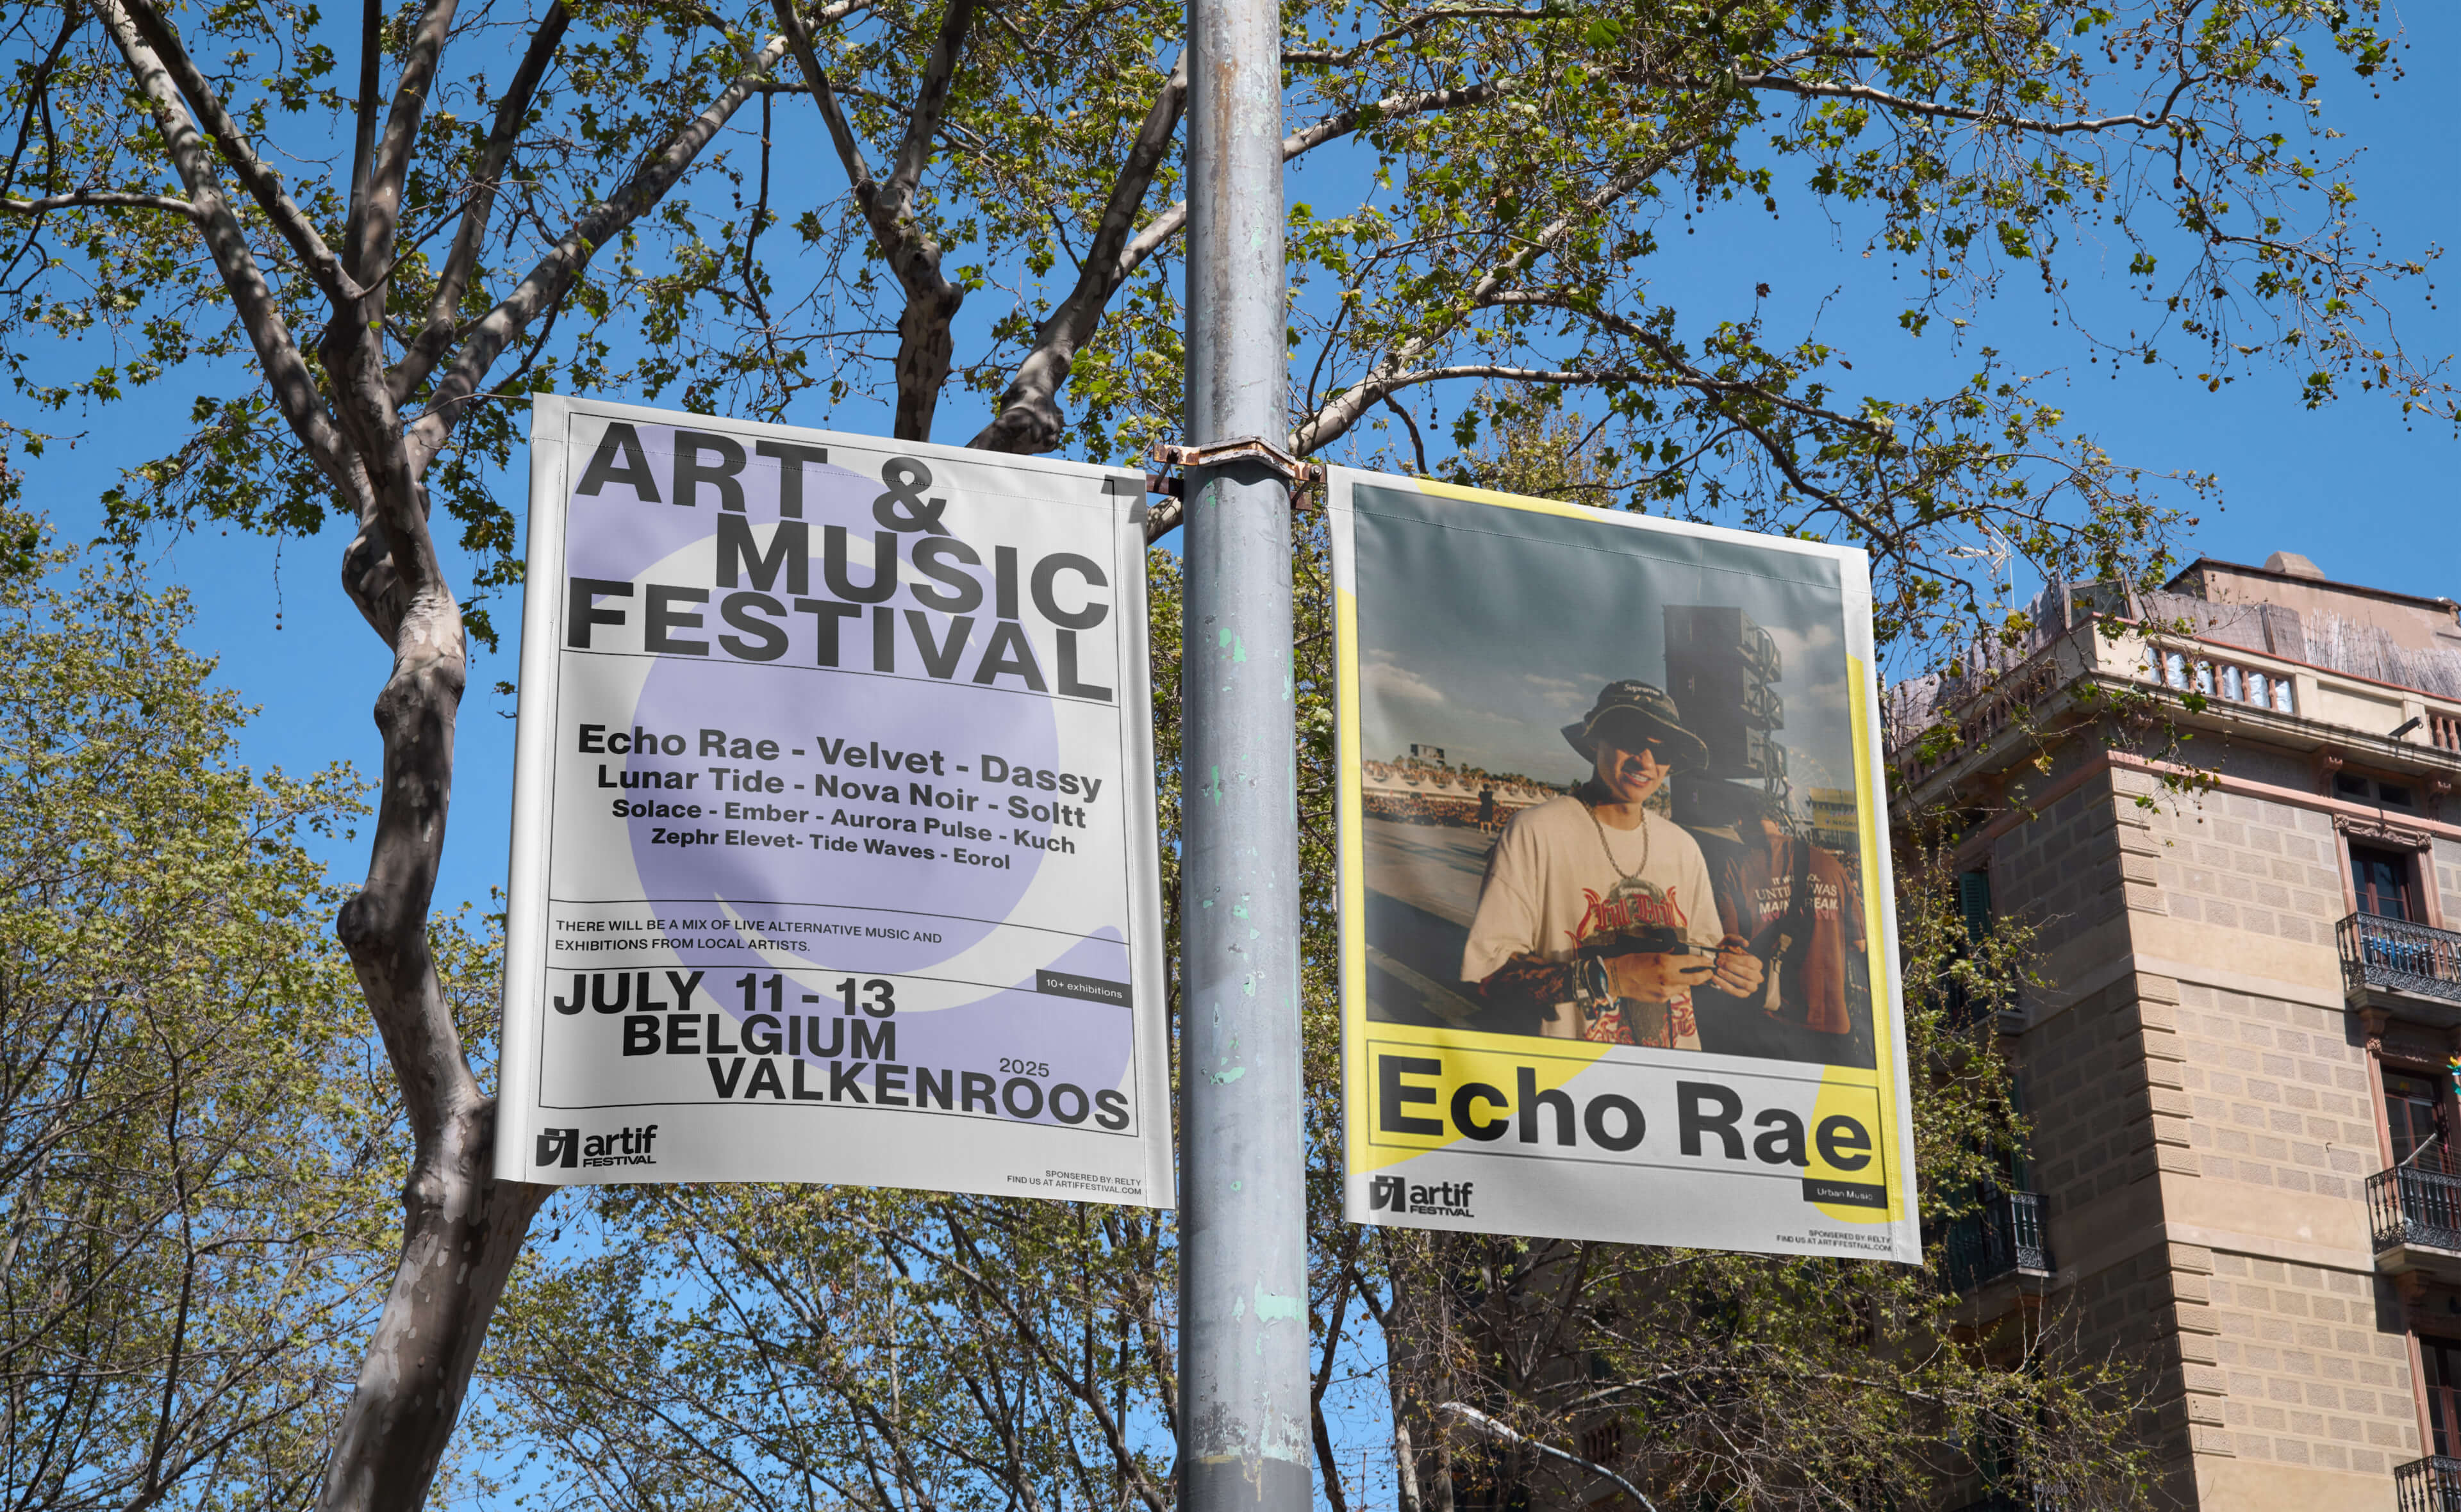 ART &
MUSIC
FESTIVAL
Echo Rae - Velvet - Dassy
Lunar Tide - Nova Noir - Soltt
Solace - Ember - Aurora Pulse - Kuch
Zephr Elevet- Tide Waves - Eorol
THERE WILL BE A MIX OF LIVE ALTERNATIVE MUSIC AND
EXHIBITIONS FROM LOCAL ARTISTS.
10+ exhibitions
JULY 11 - 13
BELGIUM
2025
VALKENROOS
artif
FESTIVAL
SPONSERED BY: RELTY
FIND US AT ARTIFFESTIVAL.COM
Supreme
Echo Rae
Urban Music
artif
FESTIVAL
SPONSERED BY: RELTY
FIND US AT ARTIFFESTIVAL.COM